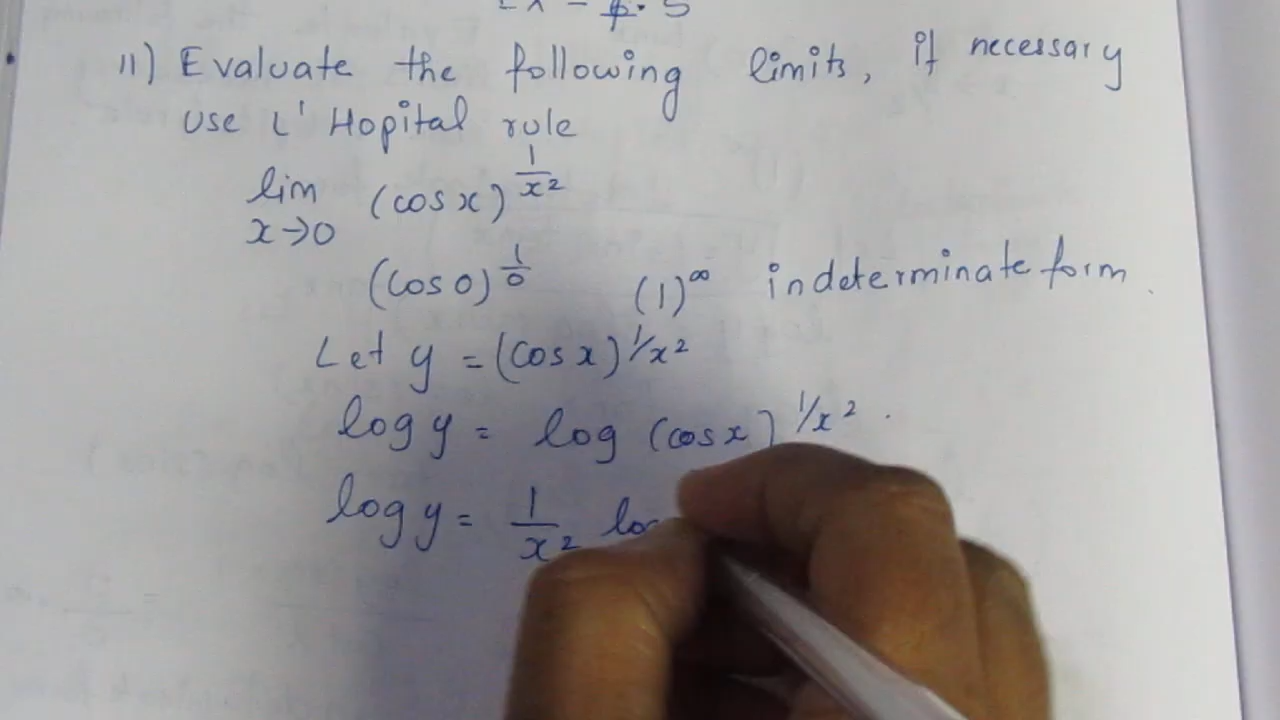 11) Evaluate the following limits, if necessary
use L' Hopital rule
lim x→0 (cos x)^(1/x²)
(cos 0)^(1/0) (1)^∞ indeterminate form.
Let y = (cos x)^(1/x²)
log y = log (cos x)^(1/x²).
log y = 1/x² lo